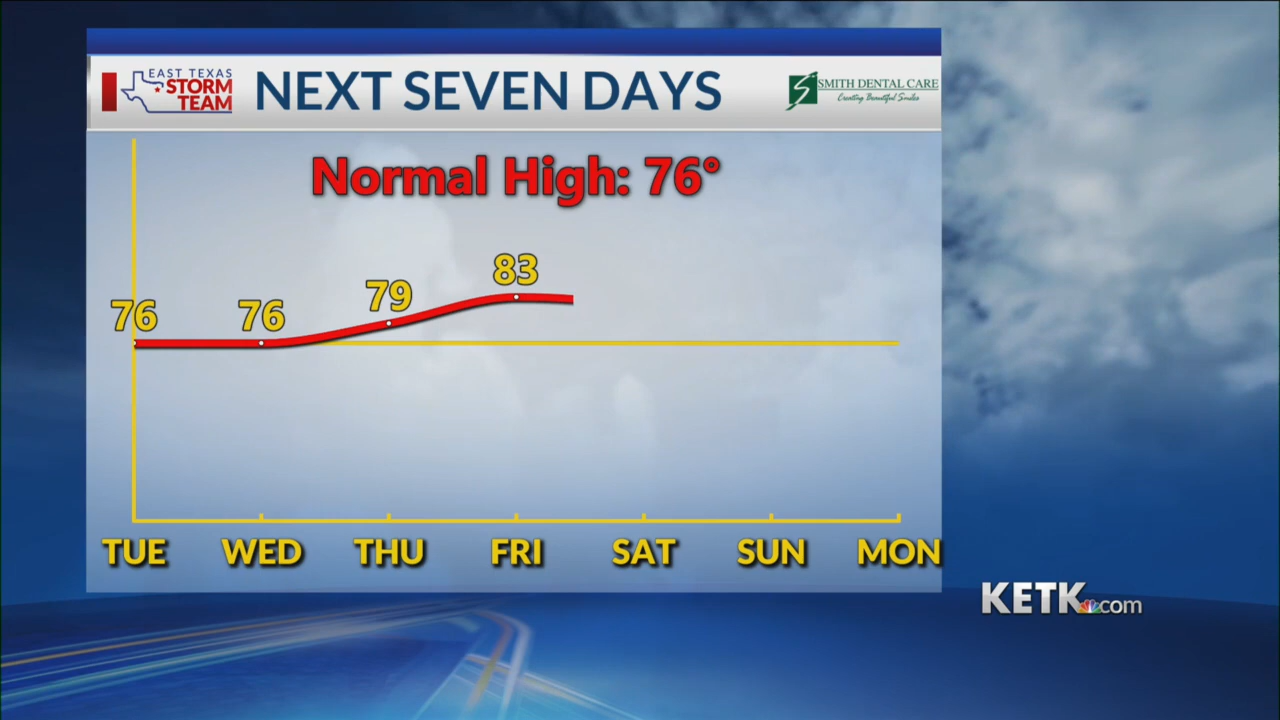 EAST TEXAS
STORM
TEAM
NEXT SEVEN DAYS
SMITH DENTAL CARE
Creating Beautiful Smiles
Normal High: 76°
76 76 79 83
TUE WED THU FRI SAT SUN MON
KETK.com